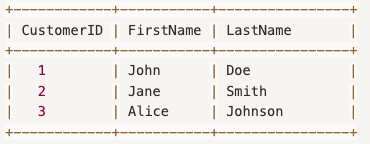 +------------+-----------+----------------+
| CustomerID | FirstName | LastName       |
+------------+-----------+----------------+
|   1        | John      | Doe            |
|   2        | Jane      | Smith          |
|   3        | Alice     | Johnson        |
+------------+-----------+----------------+